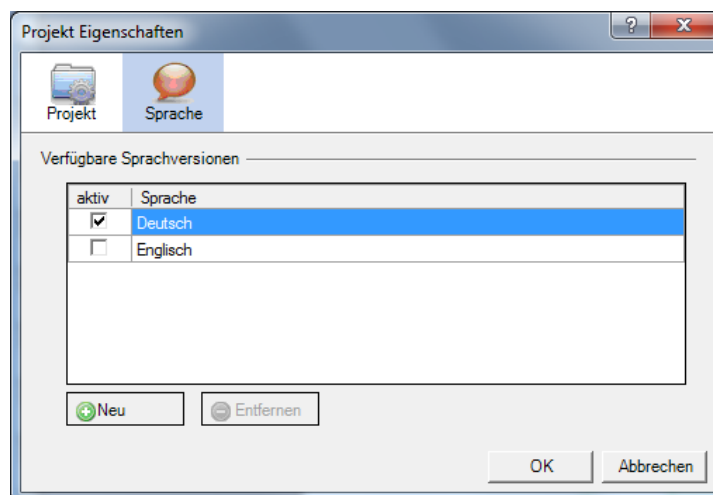 Projekt Eigenschaften
?
Projekt
Sprache
Verfügbare Sprachversionen
aktiv Sprache
Deutsch
Englisch
Neu Entfernen
OK Abbrechen